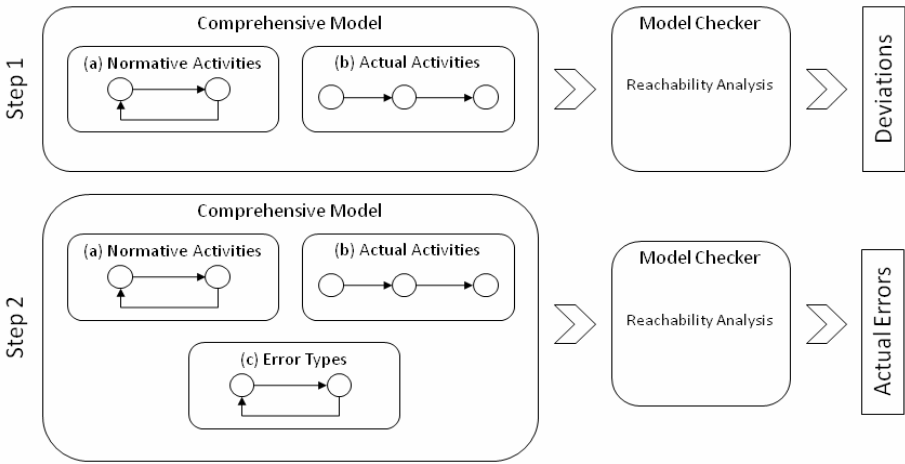 Step 1
Comprehensive Model
(a) Normative Activities
(b) Actual Activities
Model Checker
Reachability Analysis
Deviations
Step 2
Comprehensive Model
(a) Normative Activities
(b) Actual Activities
(c) Error Types
Model Checker
Reachability Analysis
Actual Errors